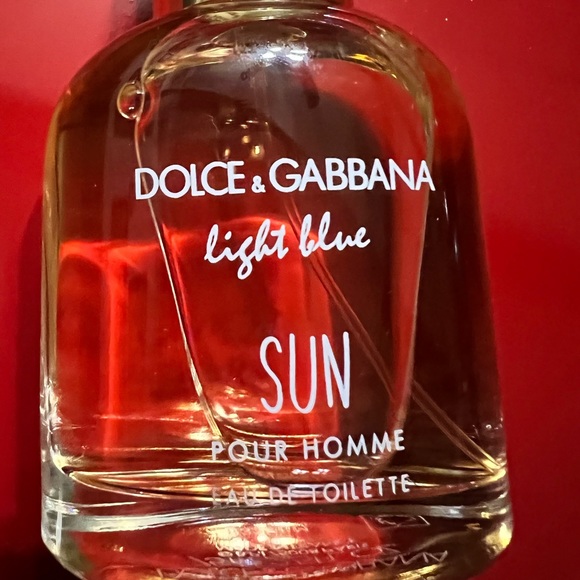 DOLCE & GABBANA
light blue
SUN
POUR HOMME
EAU DE TOILETTE